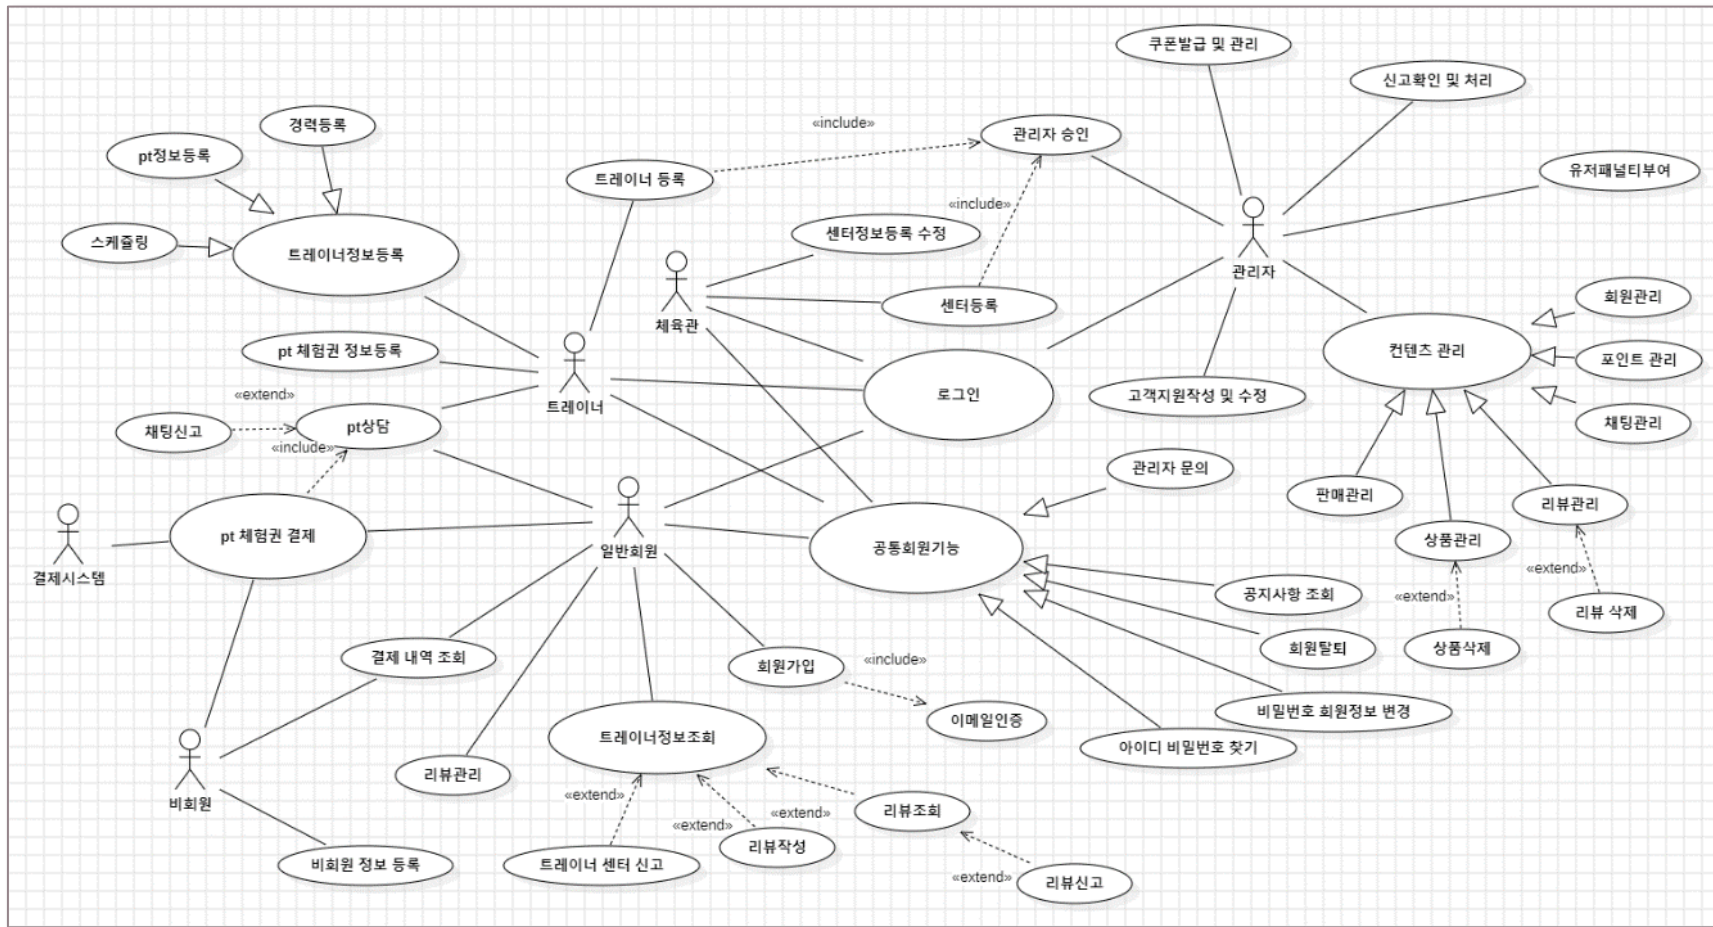 쿠폰발급 및 관리
신고확인 및 처리
경력등록
«include»
관리자 승인
pt정보등록
트레이너 등록
유저패널티부여
«include»
스케쥴링
트레이너정보등록
센터정보등록 수정
관리자
체육관
센터등록
회원관리
pt 체험권 정보등록
컨텐츠 관리
포인트 관리
«extend»
트레이너
로그인
고객지원작성 및 수정
채팅신고
pt상담
채팅관리
«include»
관리자 문의
판매관리
리뷰관리
pt 체험권 결제
일반회원
공통회원기능
상품관리
결제시스템
«extend»
공지사항 조회
«extend»
리뷰 삭제
결제 내역 조회
회원가입
«include»
회원탈퇴
상품삭제
비밀번호 회원정보 변경
이메일인증
트레이너정보조회
아이디 비밀번호 찾기
리뷰관리
비회원
«extend»
«extend»
«extend»
리뷰조회
리뷰작성
비회원 정보 등록
트레이너 센터 신고
«extend»
리뷰신고